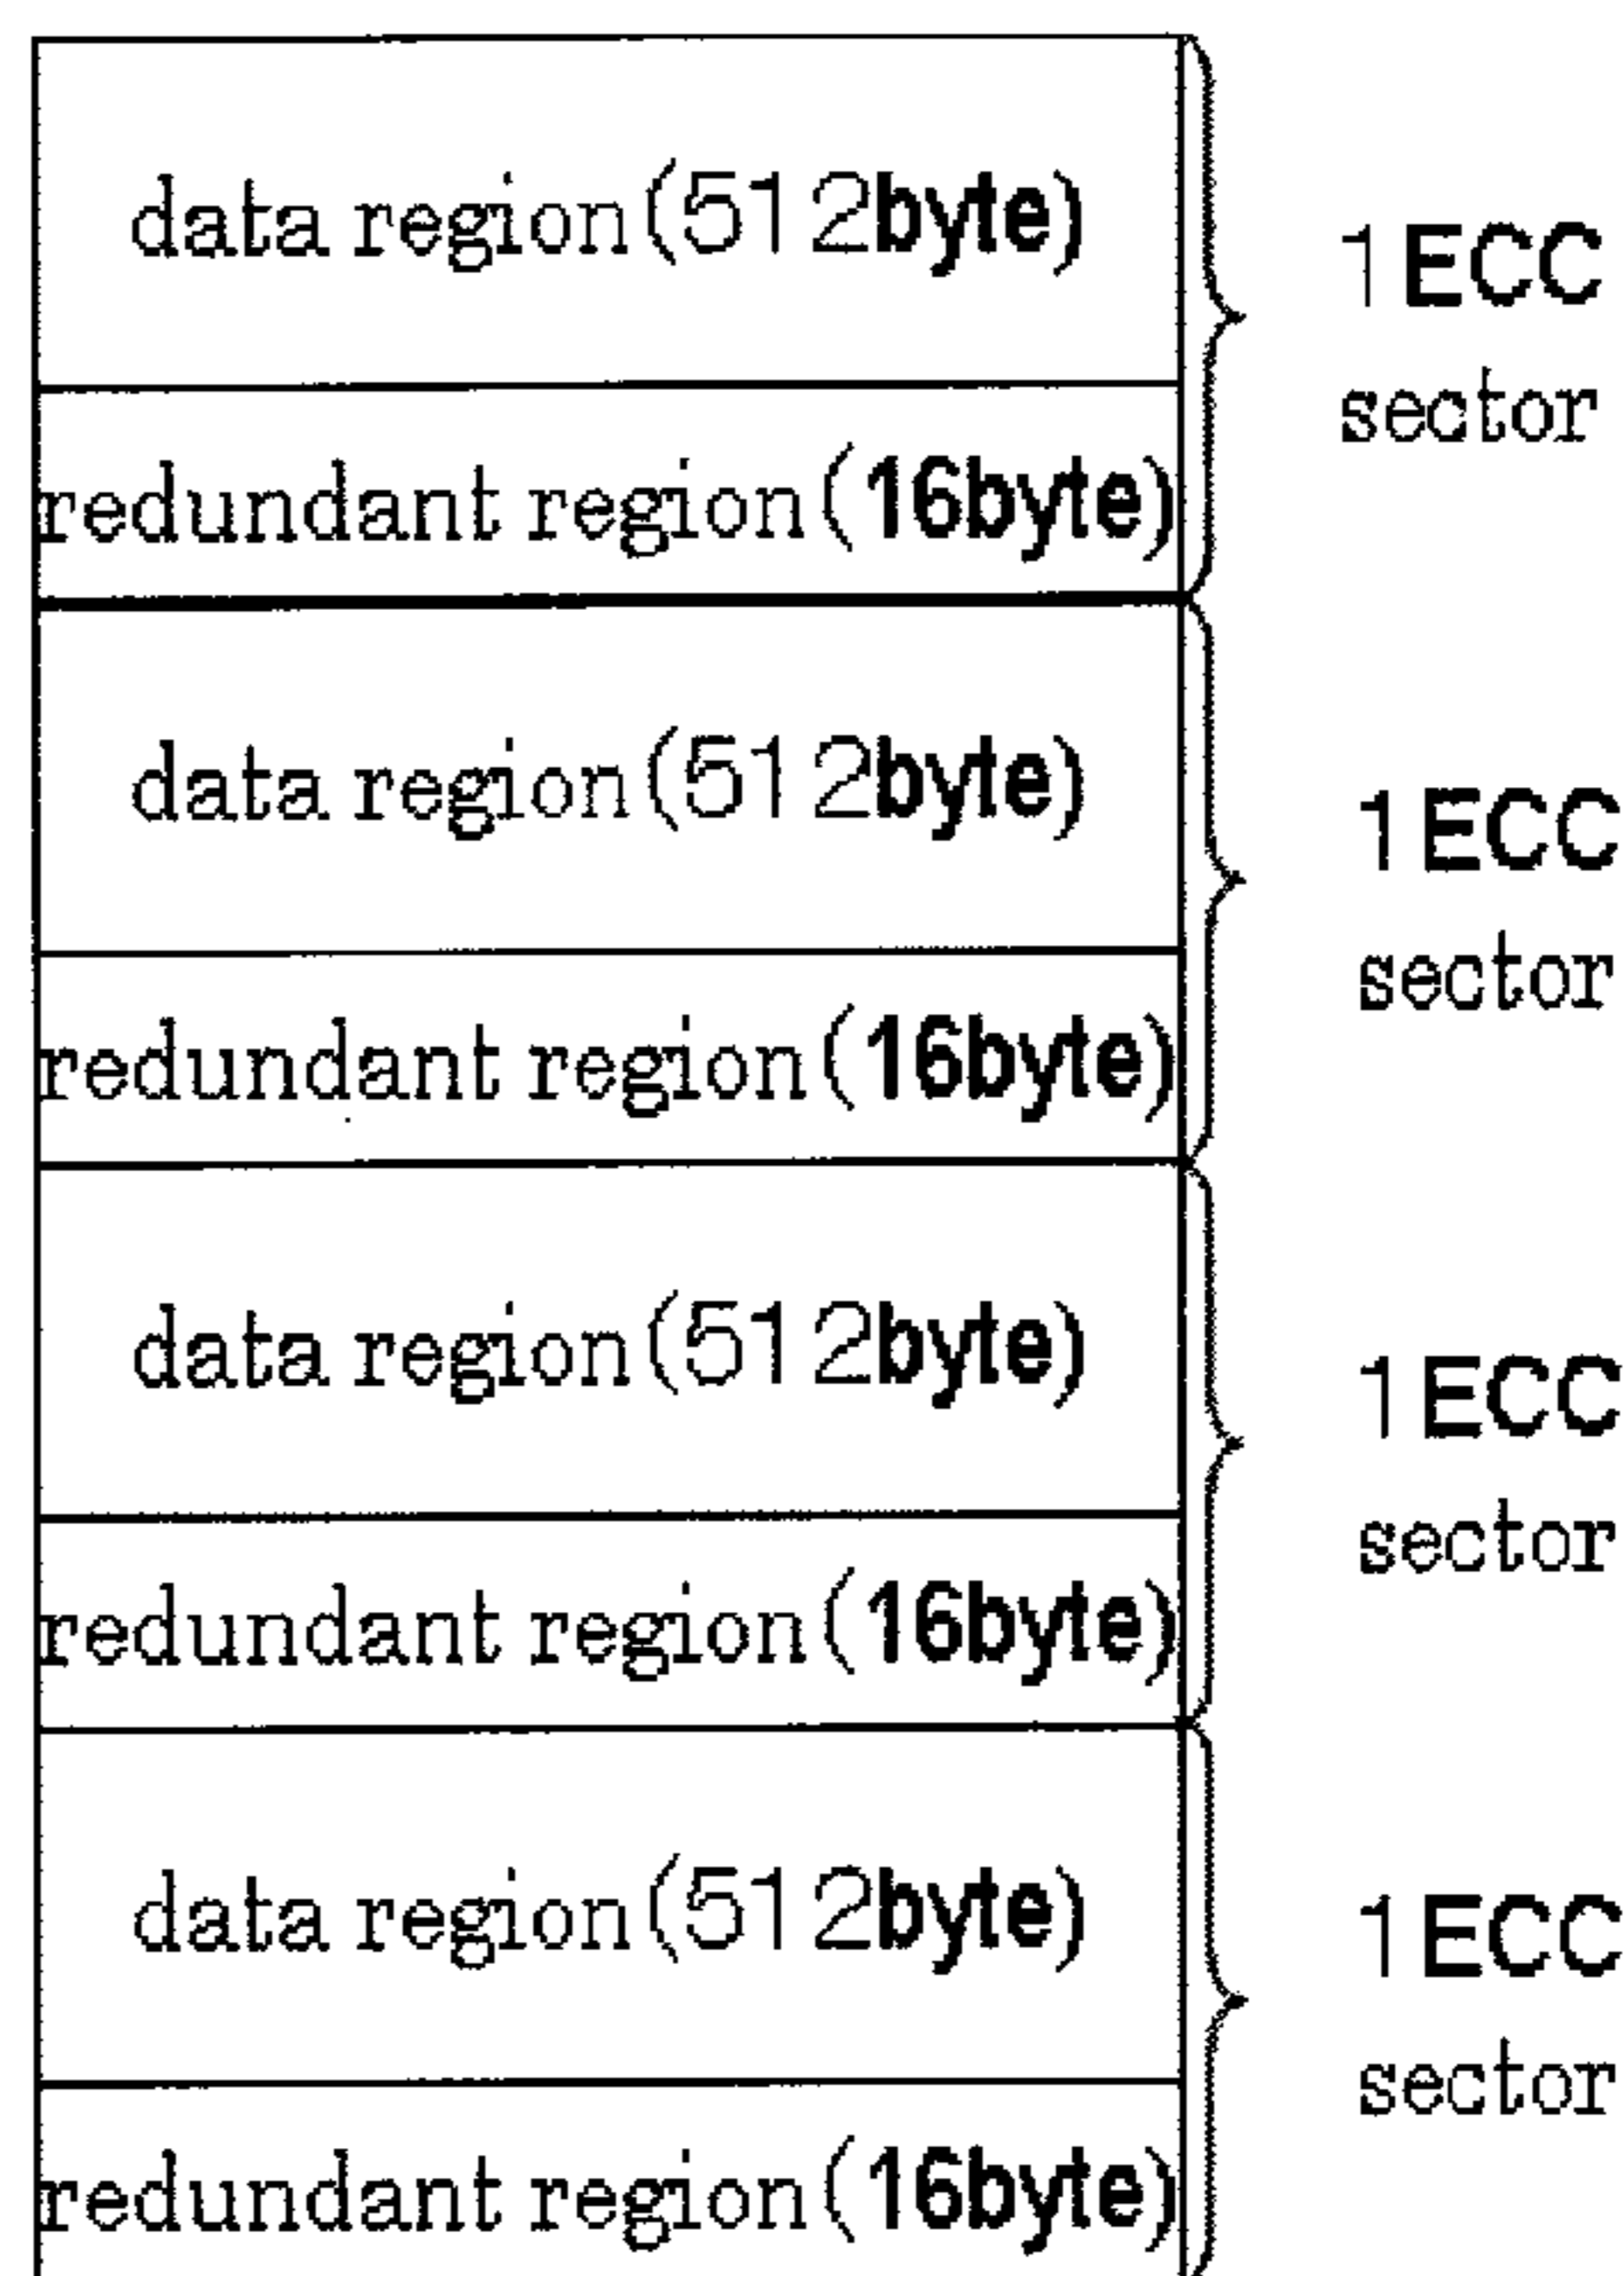 data region(512byte)
1ECC
sector
redundant region(16byte)
data region(512byte)
1ECC
sector
redundant region(16byte)
data region(512byte)
1ECC
sector
redundant region(16byte)
data region(512byte)
1ECC
sector
redundant region(16byte)